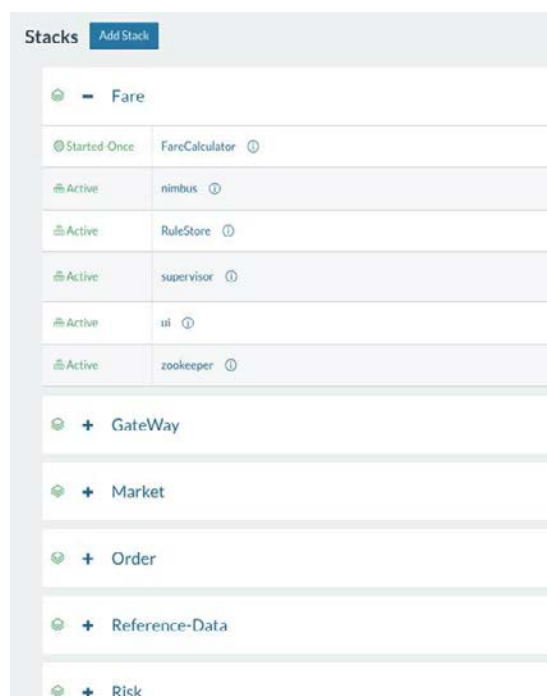 Stacks Add Stack
Fare
Started-Once FareCalculator
Active nimbus
Active RuleStore
Active supervisor
Active ui
Active zookeeper
GateWay
Market
Order
Reference-Data
Risk